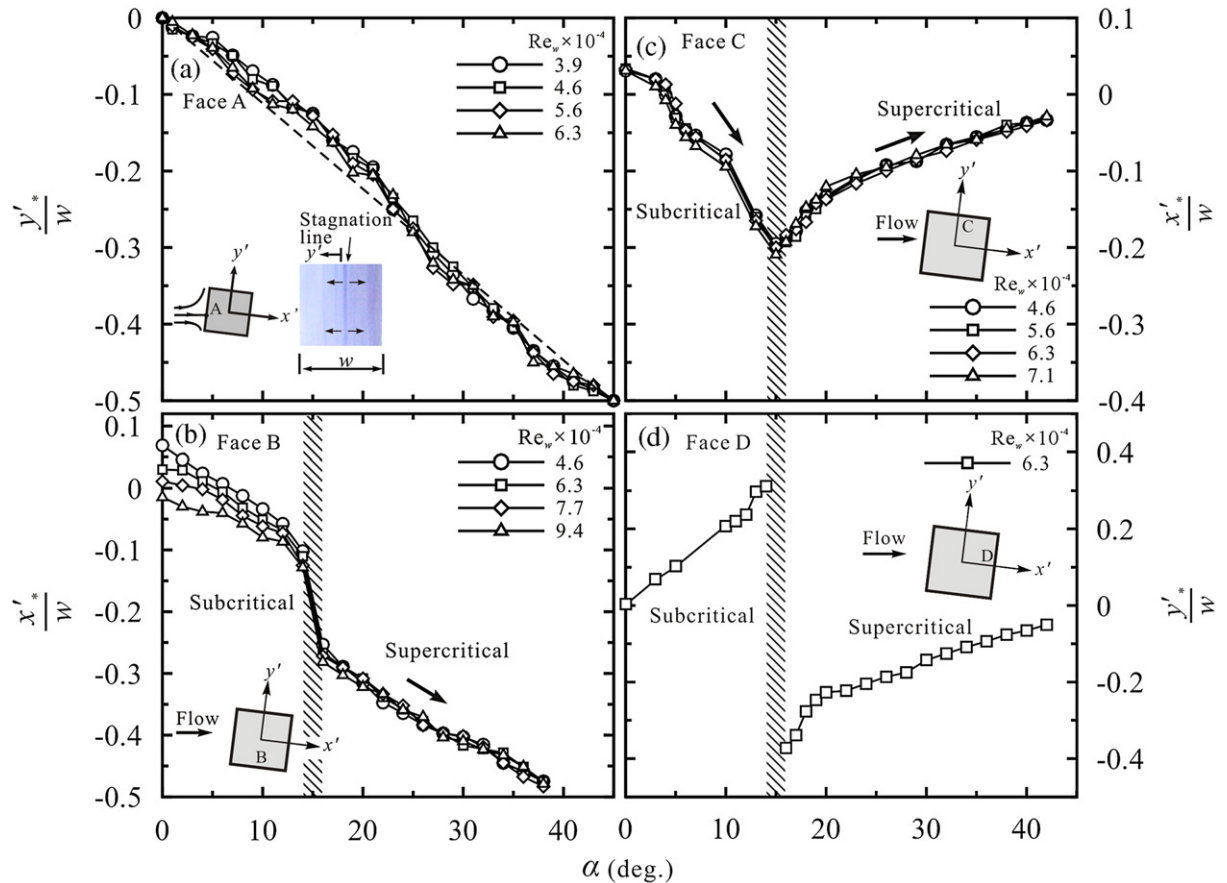 (a)
Face A
Re_w×10^-4
3.9
4.6
5.6
6.3
Stagnation
line
y'
w
y'
A
x'
0
-0.1
-0.2
-0.3
-0.4
-0.5
y'*/w
(c)
Face C
Subcritical
Supercritical
Flow
y'
C
x'
Re_w×10^-4
4.6
5.6
6.3
7.1
0.1
0
-0.1
-0.2
-0.3
-0.4
x'*/w
(b)
Face B
Re_w×10^-4
4.6
6.3
7.7
9.4
Subcritical
Supercritical
Flow
y'
B
x'
0.1
0
-0.1
-0.2
-0.3
-0.4
-0.5
x'*/w
0 10 20 30 40
(d)
Face D
Re_w×10^-4
6.3
Flow
y'
D
x'
Subcritical
Supercritical
0.4
0.2
0
-0.2
-0.4
y'*/w
0 10 20 30 40
α (deg.)